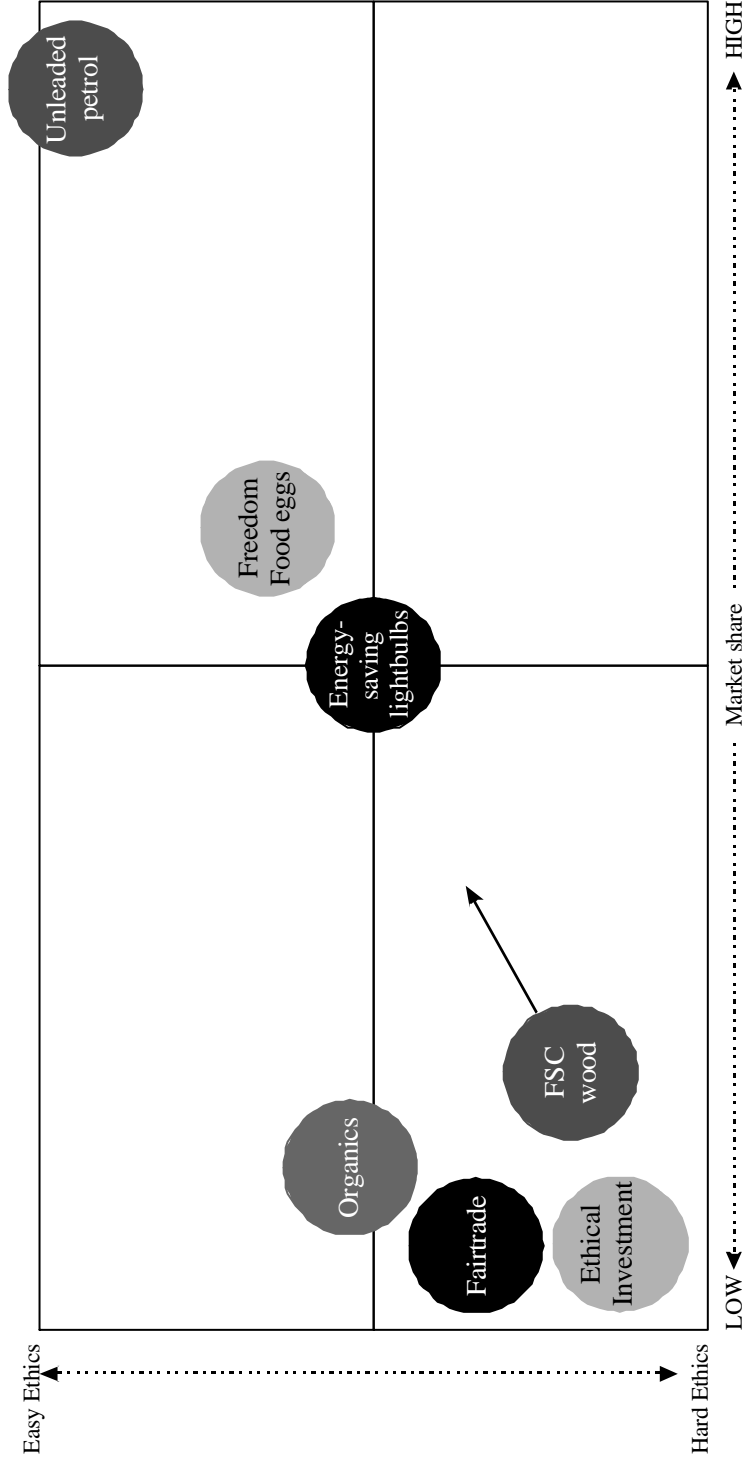 Easy Ethics
Unleaded
petrol
Freedom
Food eggs
Energy-
saving
lightbulbs
Organics
Fairtrade
FSC
wood
Ethical
Investment
Hard Ethics
LOW
Market share
HIGH